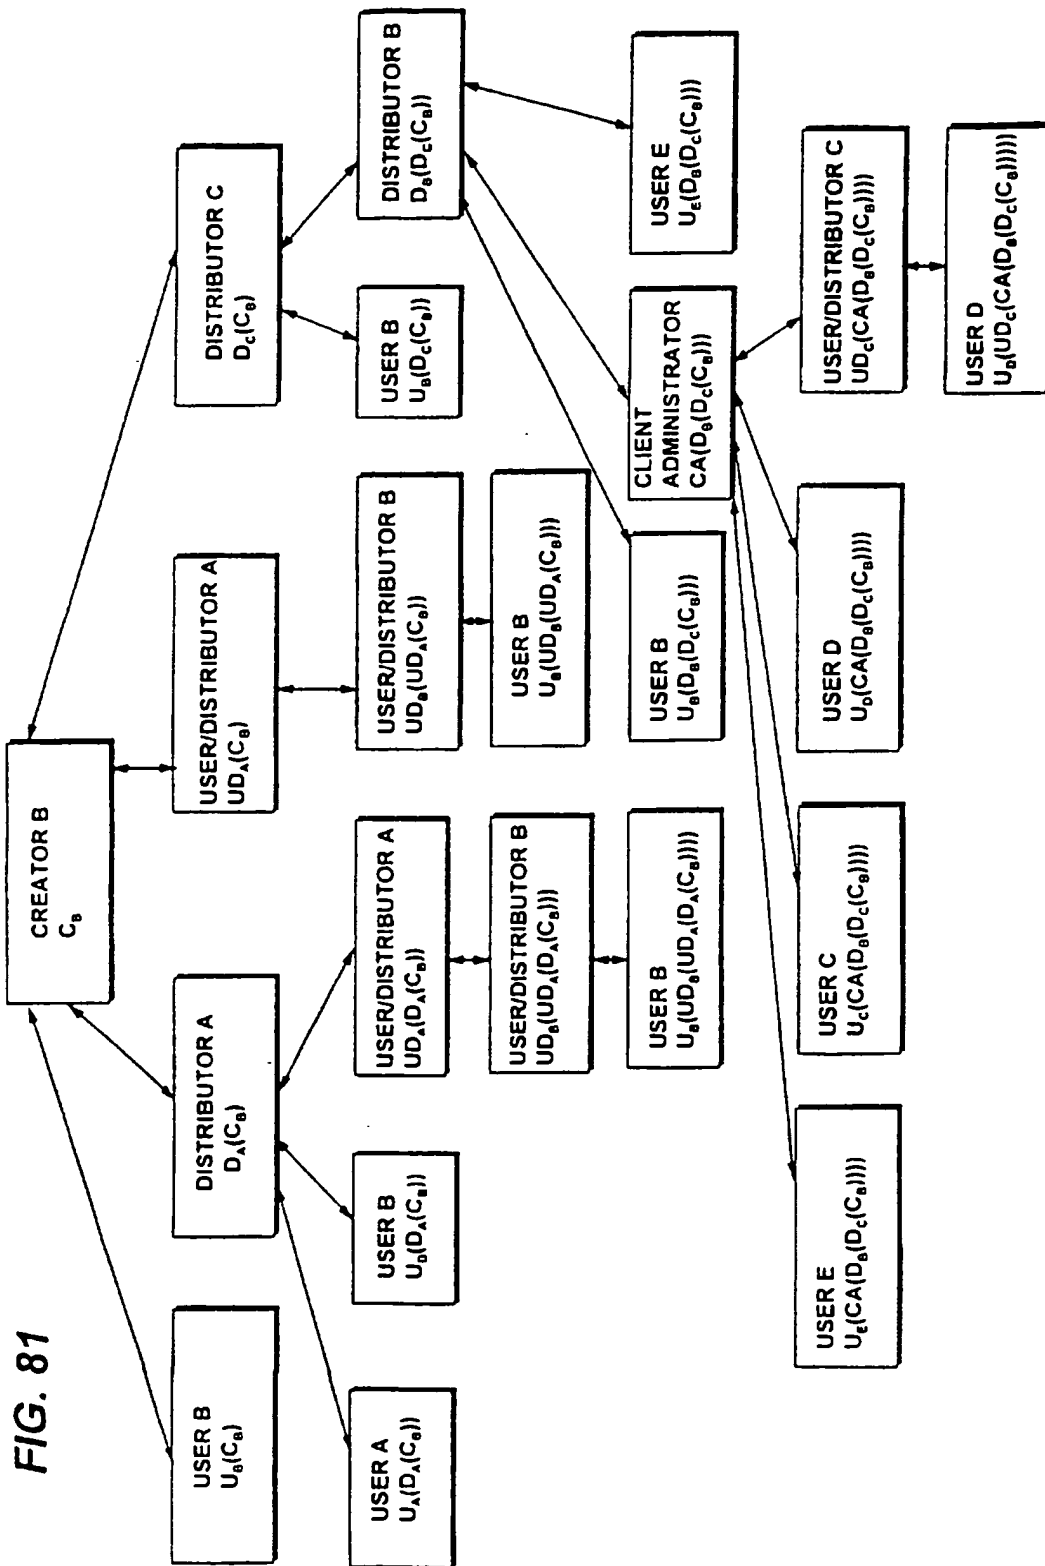 FIG. 81
CREATOR B
C_B
USER B
U_B(C_B)
DISTRIBUTOR A
D_A(C_B)
USER/DISTRIBUTOR A
UD_A(C_B)
DISTRIBUTOR C
D_C(C_B)
USER A
U_A(D_A(C_B))
USER B
U_D(D_A(C_B))
USER/DISTRIBUTOR A
UD_A(D_A(C_B))
USER/DISTRIBUTOR B
UD_B(UD_A(C_B))
USER B
U_B(D_C(C_B))
DISTRIBUTOR B
D_B(D_C(C_B))
USER/DISTRIBUTOR B
UD_B(UD_A(D_A(C_B)))
USER B
U_B(UD_B(UD_A(C_B)))
USER B
U_B(UD_B(UD_A(D_A(C_B))))
USER B
U_B(D_B(D_C(C_B)))
CLIENT
ADMINISTRATOR
CA(D_B(D_C(C_B)))
USER E
U_E(D_B(D_C(C_B)))
USER E
U_E(CA(D_B(D_C(C_B))))
USER C
U_C(CA(D_B(D_C(C_B))))
USER D
U_D(CA(D_B(D_C(C_B))))
USER/DISTRIBUTOR C
UD_C(CA(D_B(D_C(C_B))))
USER D
U_D(UD_C(CA(D_B(D_C(C_B)))))